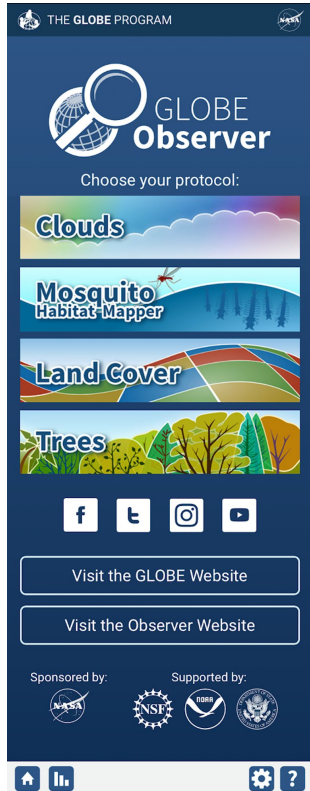 THE GLOBE PROGRAM
NASA
GLOBE
Observer
Choose your protocol:
Clouds
Mosquito
Habitat Mapper
Land Cover
Trees
Visit the GLOBE Website
Visit the Observer Website
Sponsored by: Supported by:
NASA NSF NOAA